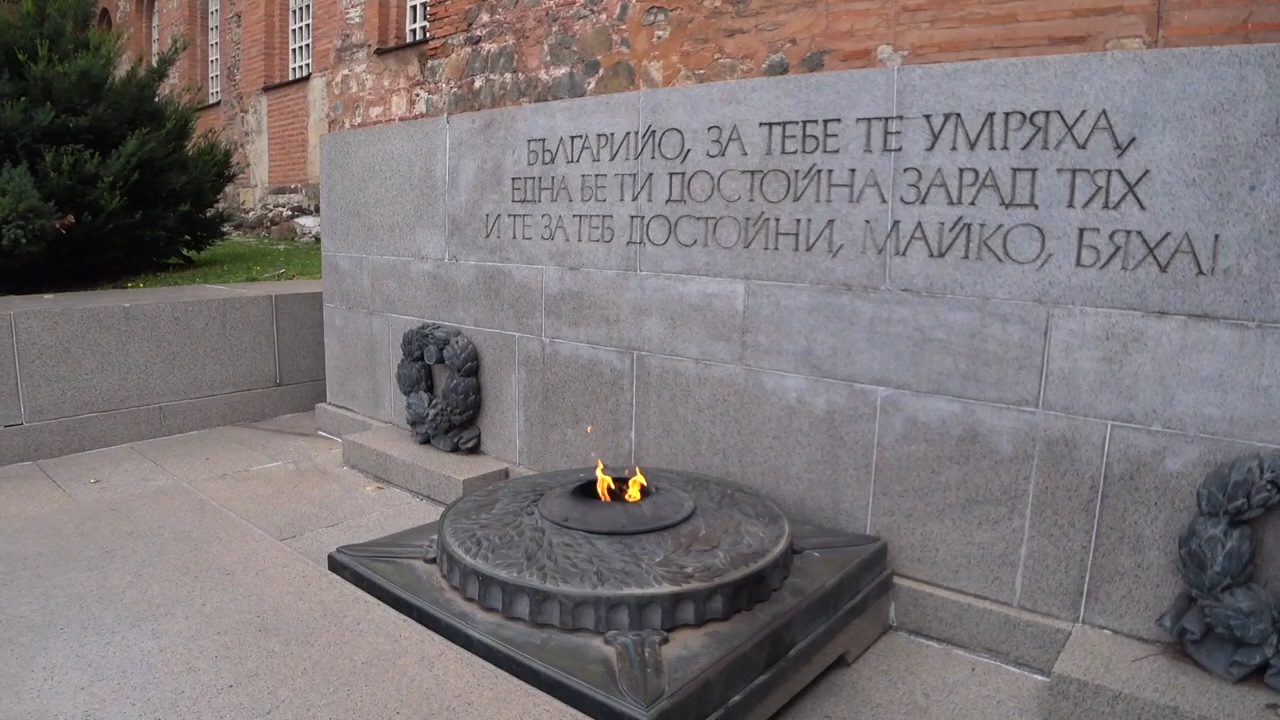 БЪЛГАРИЙО, ЗА ТЕБЕ ТЕ УМРЯХА,
ЕДНА БЕ ТИ ДОСТОЙНА ЗАРАД ТЯХ
И ТЕ ЗА ТЕБ ДОСТОЙНИ, МАЙКО, БЯХА!